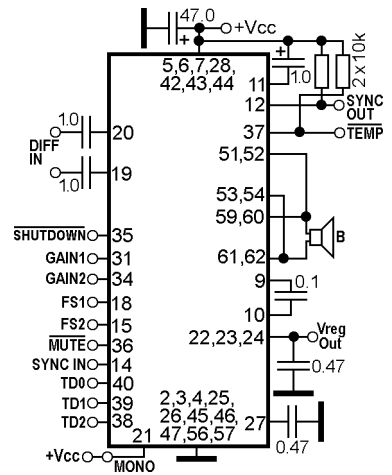 47.0
+Vcc
+
5,6,7,28,
42,43,44
+
1.0
2x10k
11
12
SYNC
OUT
37
TEMP
1.0
20
DIFF
IN
1.0
19
51,52
53,54
59,60
B
61,62
SHUTDOWN
35
GAIN1
31
GAIN2
34
FS1
18
FS2
15
MUTE
36
SYNC IN
14
TD0
40
TD1
39
TD2
38
9
0.1
10
22,23,24
Vreg
Out
0.47
2,3,4,25,
26,45,46,
47,56,57
27
0.47
21
+Vcc
MONO